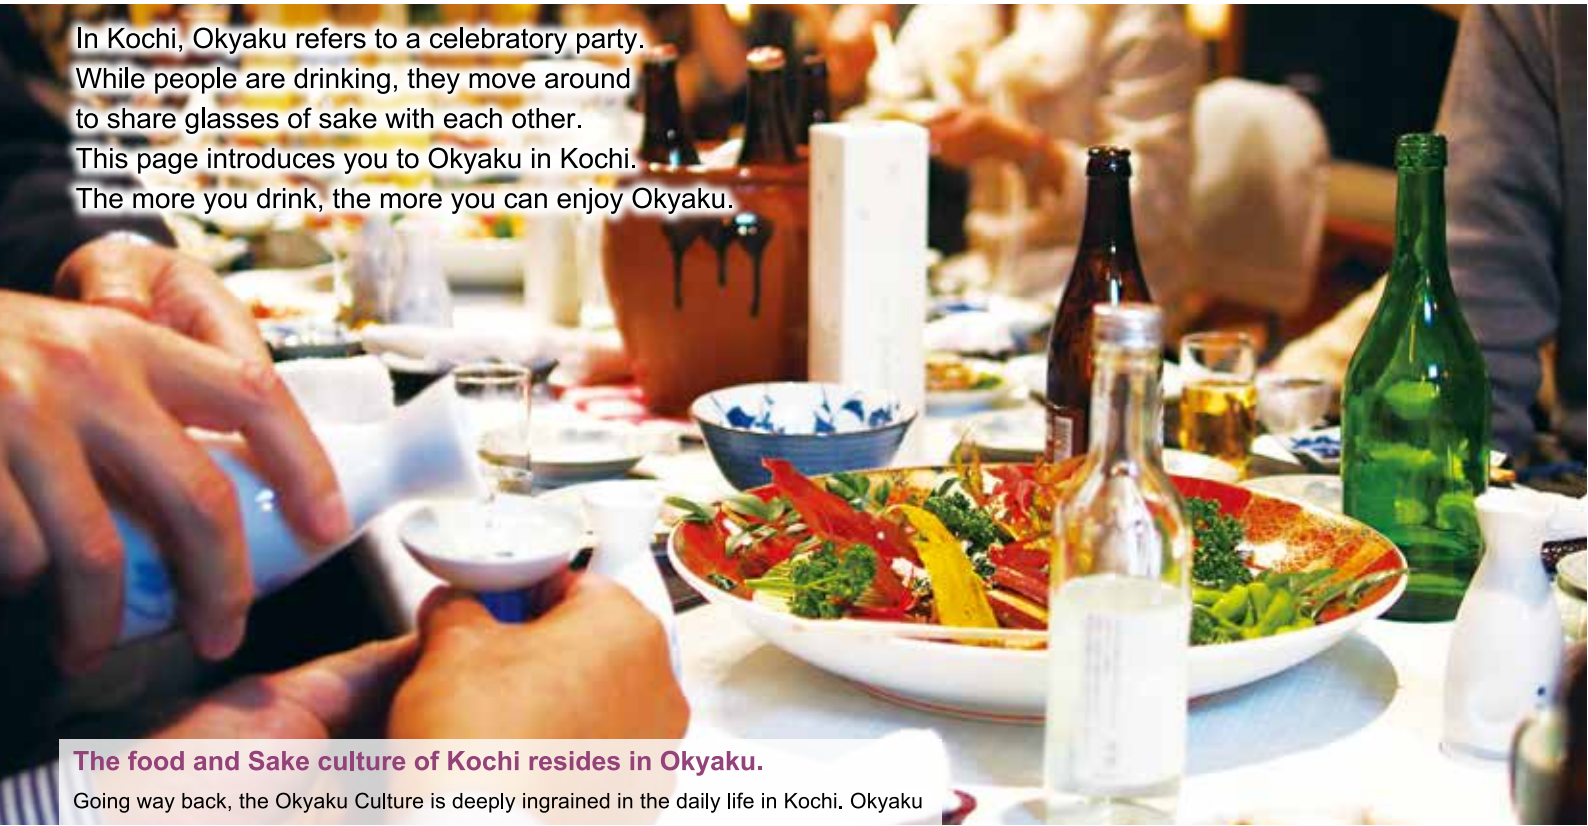 In Kochi, Okyaku refers to a celebratory party.
While people are drinking, they move around
to share glasses of sake with each other.
This page introduces you to Okyaku in Kochi.
The more you drink, the more you can enjoy Okyaku.
The food and Sake culture of Kochi resides in Okyaku.
Going way back, the Okyaku Culture is deeply ingrained in the daily life in Kochi. Okyaku